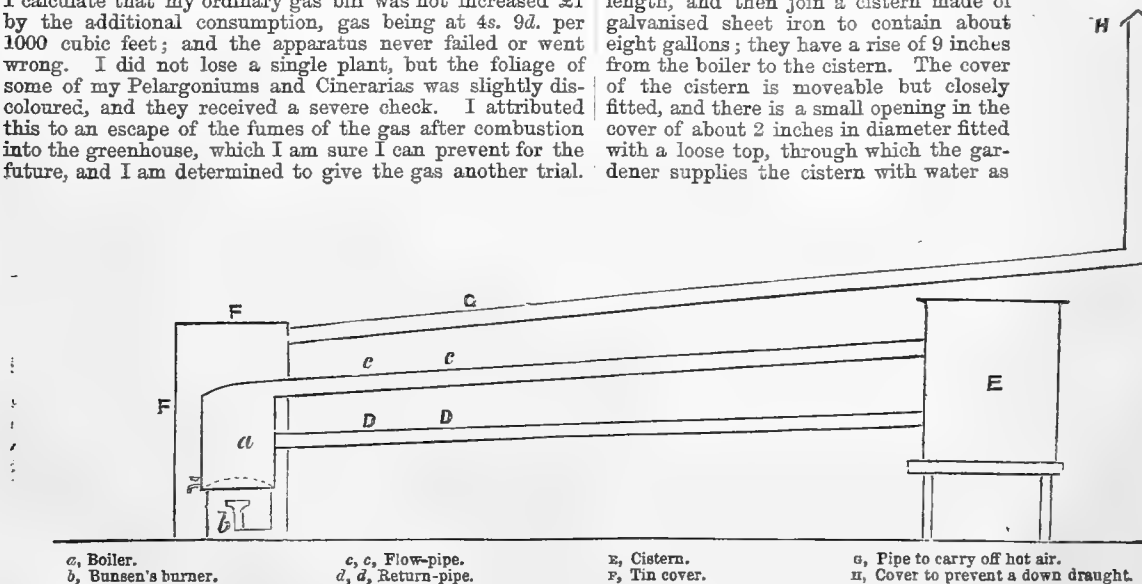 I calculate that my ordinary gas bill was not increased £1
by the additional consumption, gas being at 4s. 9d. per
1000 cubic feet; and the apparatus never failed or went
wrong. I did not lose a single plant, but the foliage of
some of my Pelargoniums and Cinerarias was slightly dis-
coloured, and they received a severe check. I attributed
this to an escape of the fumes of the gas after combustion
into the greenhouse, which I am sure I can prevent for the
future, and I am determined to give the gas another trial.
length, and then join a cistern made of
galvanised sheet iron to contain about
eight gallons; they have a rise of 9 inches
from the boiler to the cistern. The cover
of the cistern is moveable but closely
fitted, and there is a small opening in the
cover of about 2 inches in diameter fitted
with a loose top, through which the gar-
dener supplies the cistern with water as
H
G
F
c c
F
E
D D
a
b
a, Boiler.
b, Bunsen's burner.
c, c, Flow-pipe.
d, d, Return-pipe.
E, Cistern.
F, Tin cover.
G, Pipe to carry off hot air.
H, Cover to prevent a down draught.